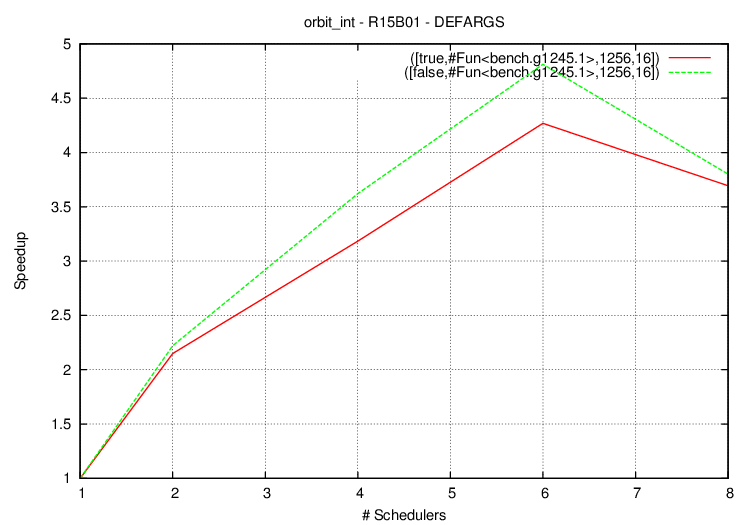 orbit_int - R15B01 - DEFARGS
([true,#Fun<bench.g1245.1>,1256,16])
([false,#Fun<bench.g1245.1>,1256,16])
5
4.5
4
3.5
3
2.5
2
1.5
1
Speedup
1 2 3 4 5 6 7 8
# Schedulers